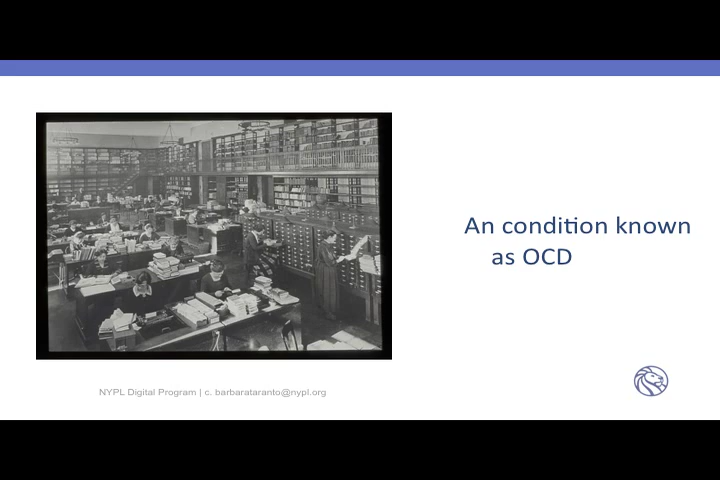 An condition known
as OCD
NYPL Digital Program | c. barbarataranto@nypl.org